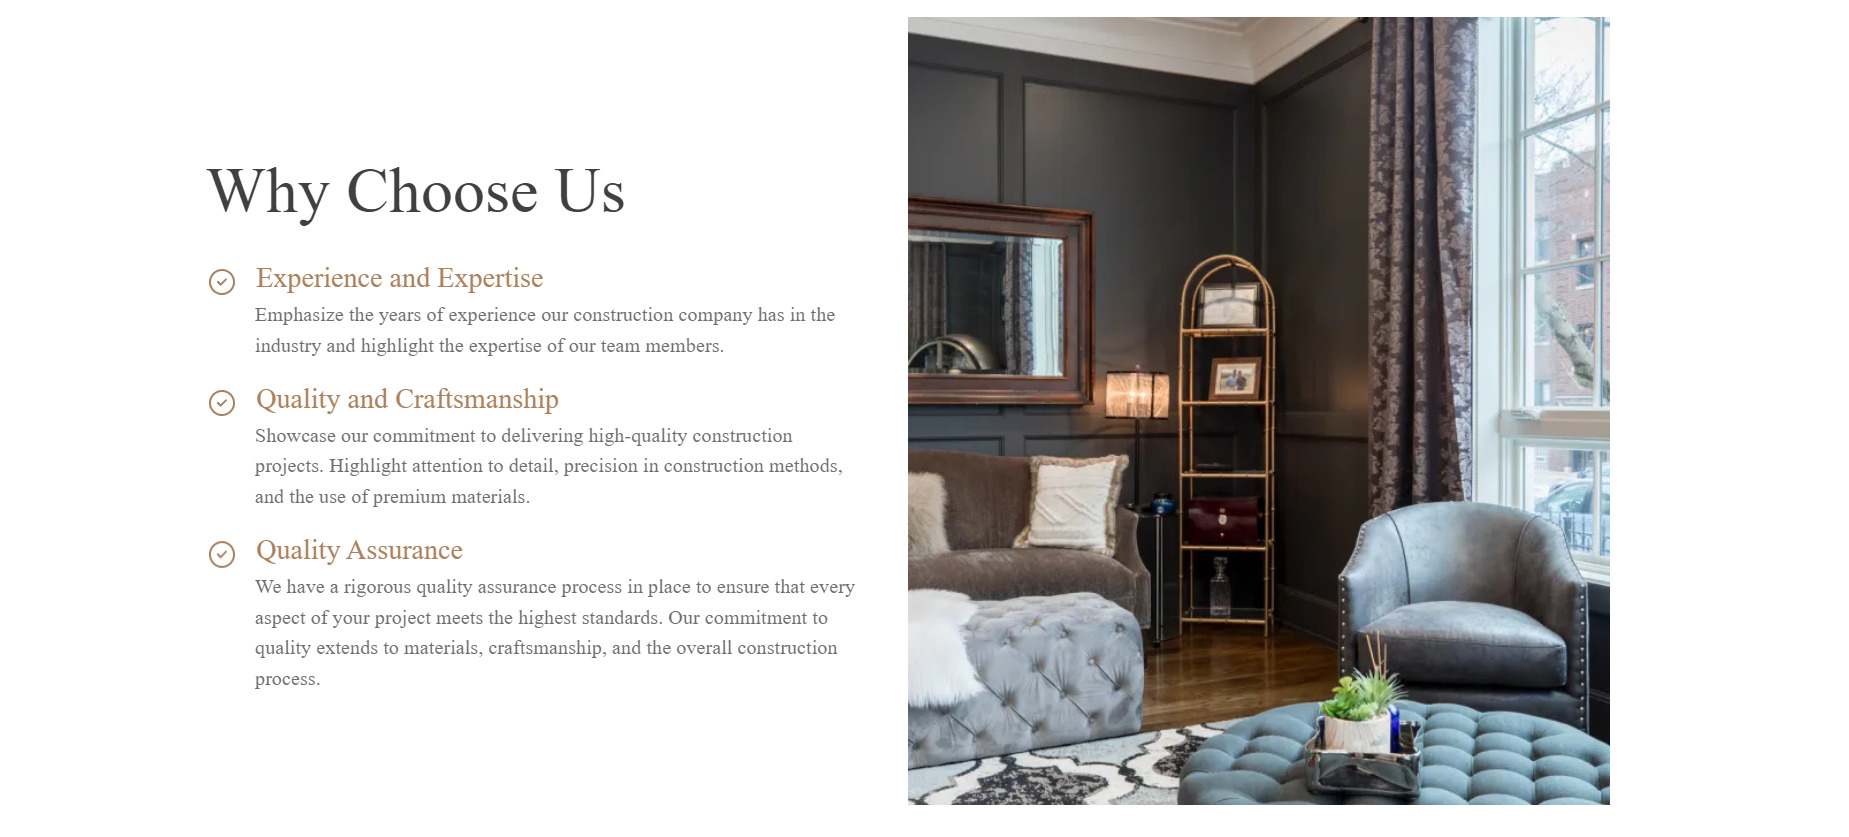 Why Choose Us
Experience and Expertise
Emphasize the years of experience our construction company has in the
industry and highlight the expertise of our team members.
Quality and Craftsmanship
Showcase our commitment to delivering high-quality construction
projects. Highlight attention to detail, precision in construction methods,
and the use of premium materials.
Quality Assurance
We have a rigorous quality assurance process in place to ensure that every
aspect of your project meets the highest standards. Our commitment to
quality extends to materials, craftsmanship, and the overall construction
process.